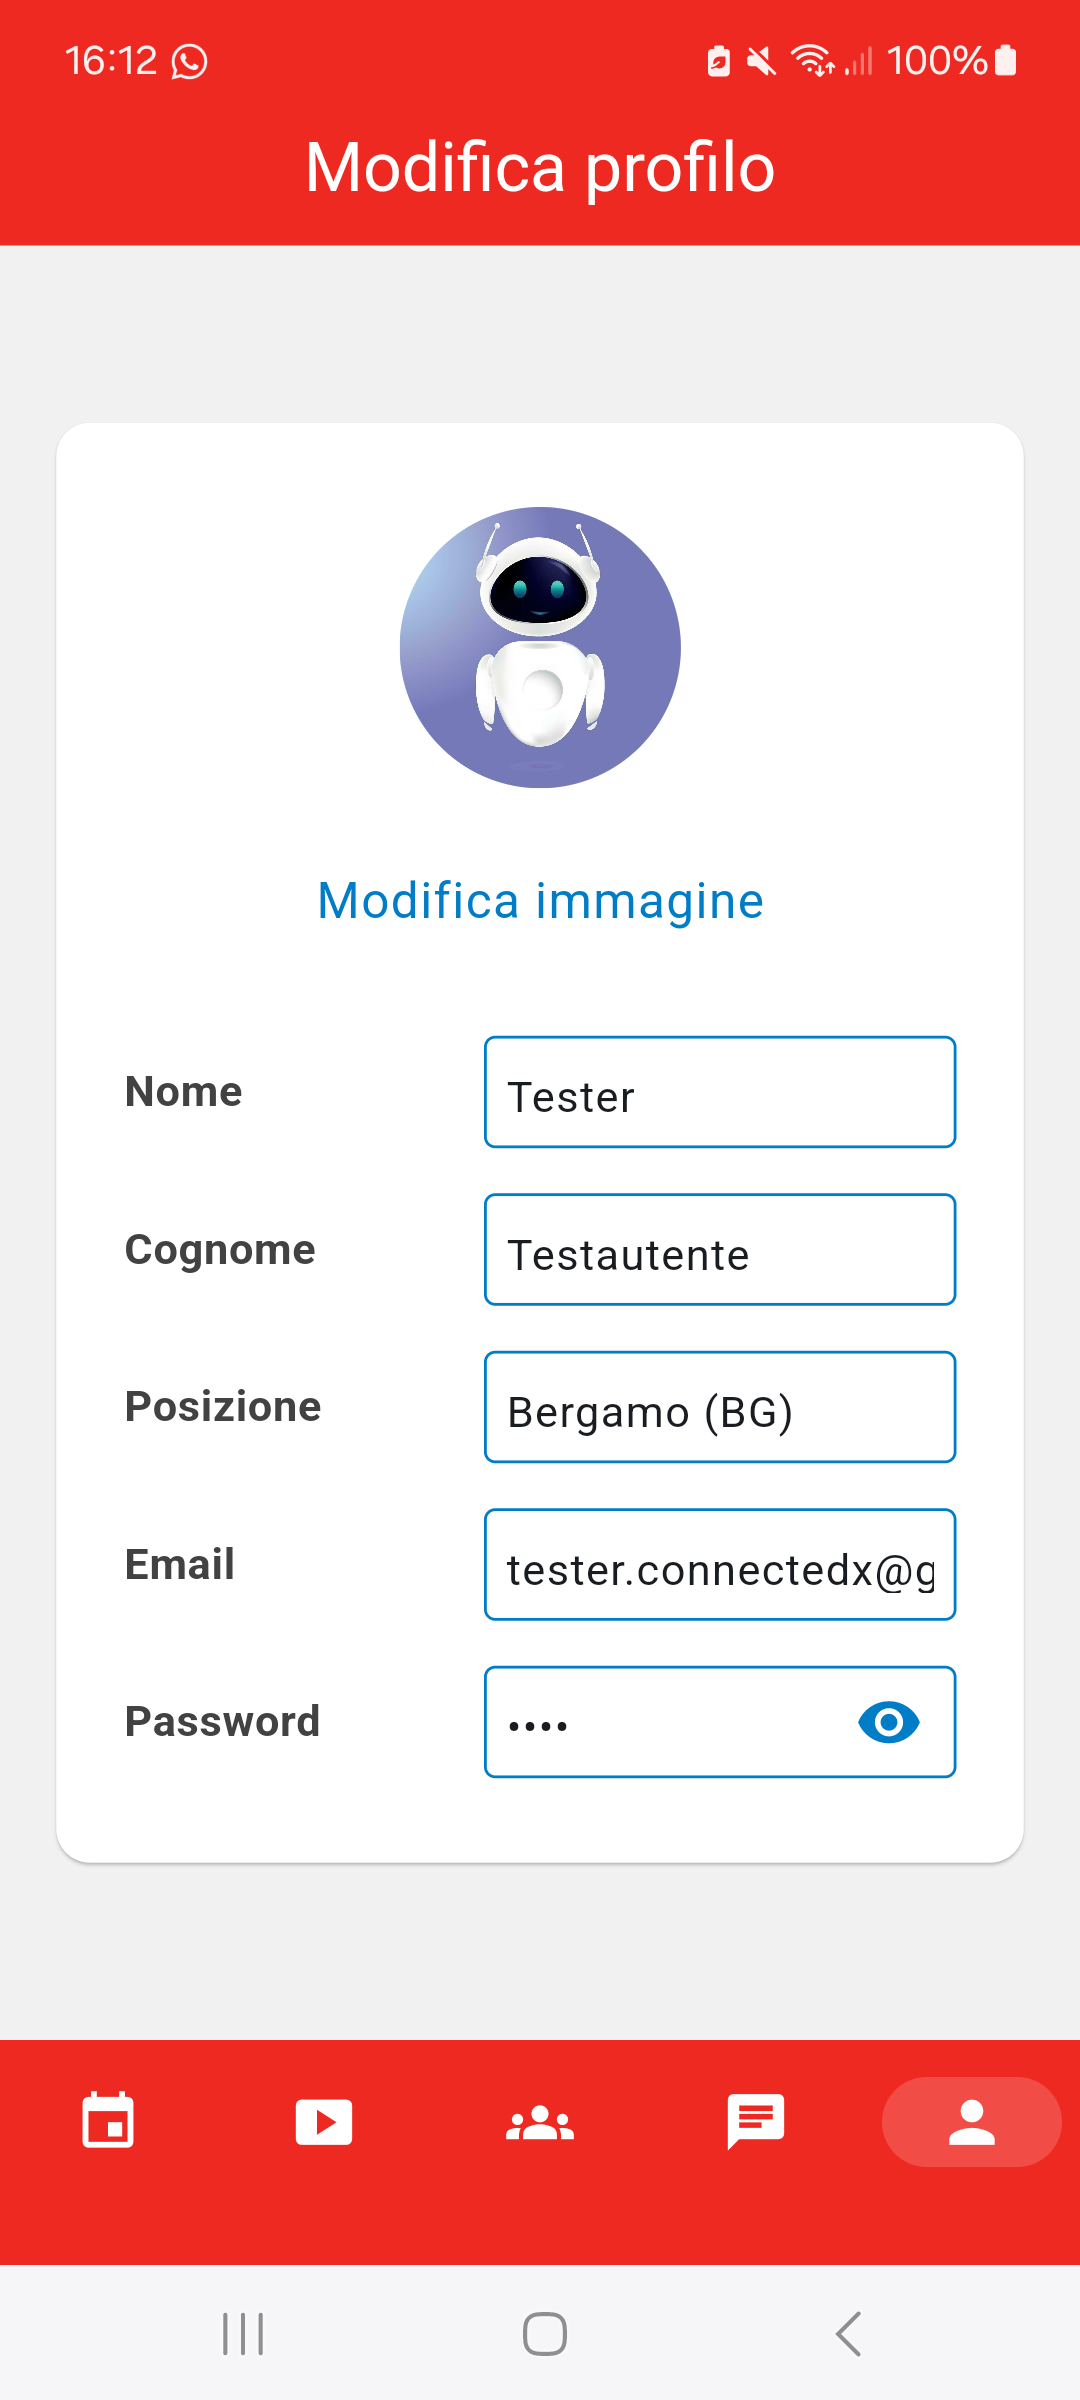 16:12 100%
Modifica profilo
Modifica immagine
Nome Tester
Cognome Testautente
Posizione Bergamo (BG)
Email tester.connectedx@g
Password ••••